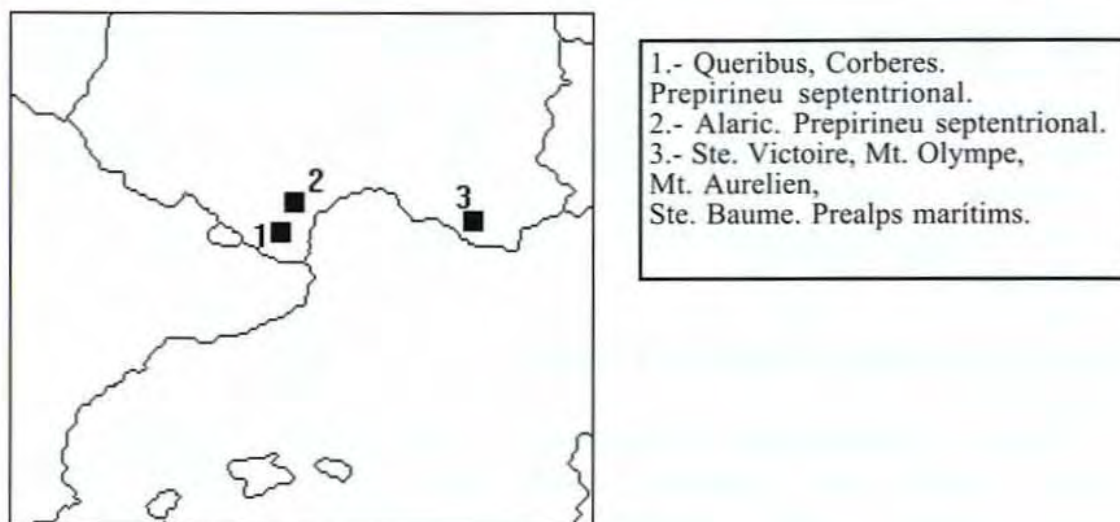 2
3
1
1.- Queribus, Corberes.
Prepirineu septentrional.
2.- Alaric. Prepirineu septentrional.
3.- Ste. Victoire, Mt. Olympe,
Mt. Aurelien,
Ste. Baume. Prealps marítims.